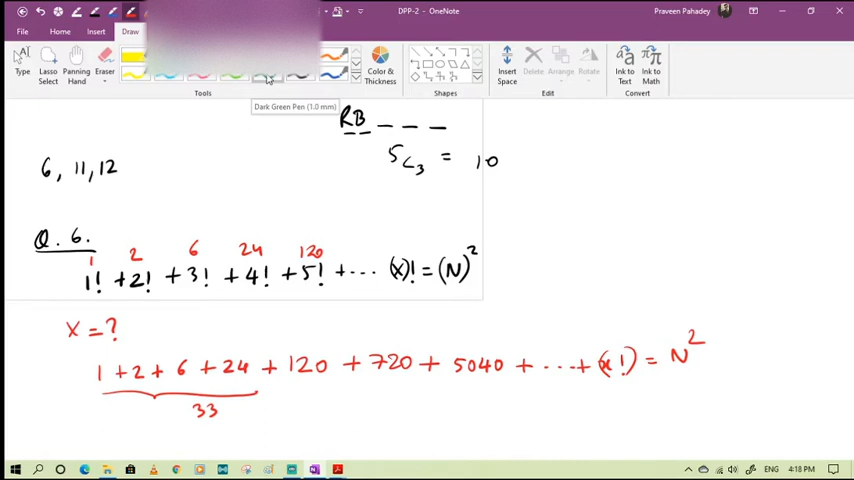 DPP-2 - OneNote
Praveen Pahadey
File Home Insert Draw
Type Lasso Select Panning Hand Eraser Color & Thickness Insert Space Delete Arrange Rotate Ink to Text Ink to Math
Tools Shapes Edit Convert
Dark Green Pen (1.0 mm)
RB _ _ _
5C3 = 10
6, 11, 12
Q. 6.
1 2 6 24 120
1! + 2! + 3! + 4! + 5! + ... (x)! = (N)²
x = ?
1 + 2 + 6 + 24 + 120 + 720 + 5040 + ... + (x!) = N²
33
ENG 4:18 PM